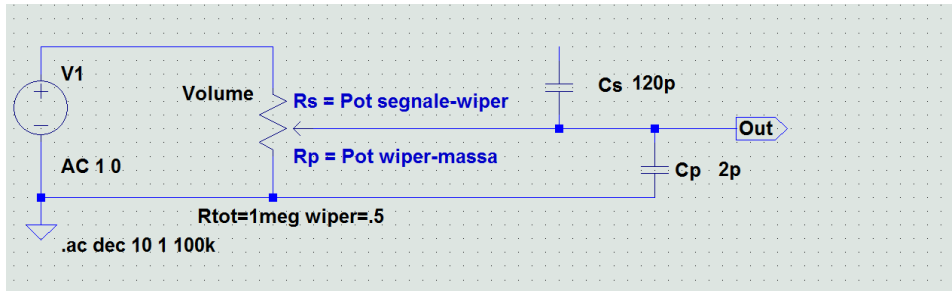 V1
Volume
Rs = Pot segnale-wiper
Cs 120p
Out
Rp = Pot wiper-massa
AC 1 0
Cp 2p
Rtot=1meg wiper=.5
.ac dec 10 1 100k